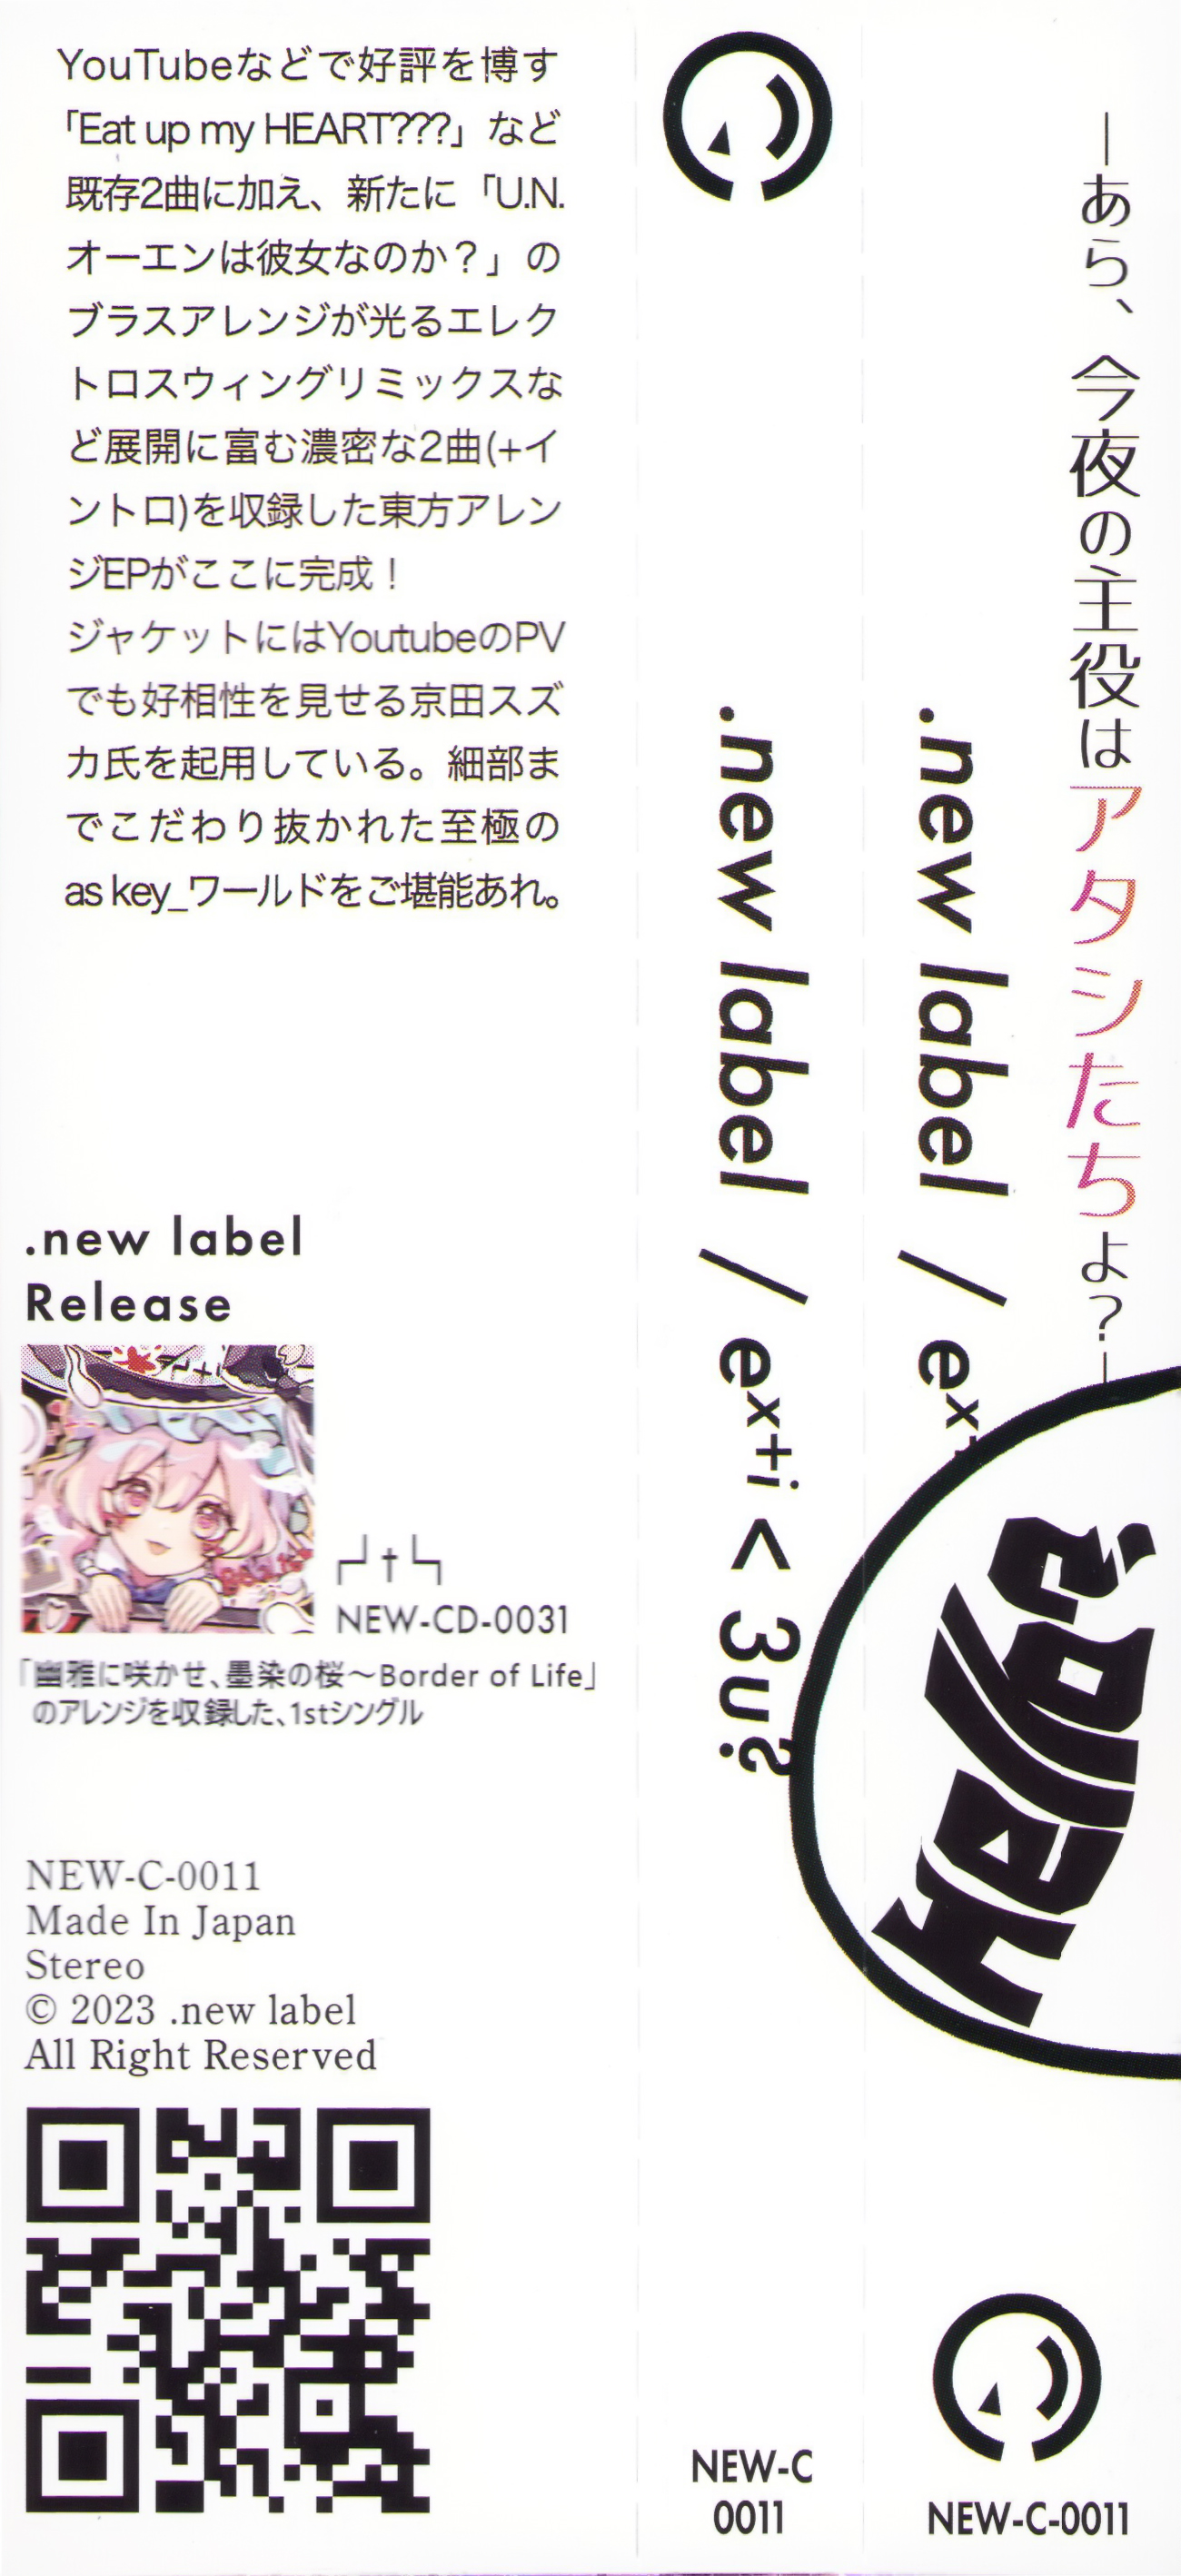 YouTubeなどで好評を博す
「Eat up my HEART???」など
既存2曲に加え、新たに「U.N.
オーエンは彼女なのか？」の
ブラスアレンジが光るエレク
トロスウィングリミックスな
ど展開に富む濃密な2曲(+イ
ントロ)を収録した東方アレン
ジEPがここに完成！
ジャケットにはYoutubeのPV
でも好相性を見せる京田スズ
カ氏を起用している。細部ま
でこだわり抜かれた至極の
as key_ワールドをご堪能あれ。
.new label
Release
NEW-CD-0031
「幽雅に咲かせ、墨染の桜～Border of Life」
のアレンジを収録した、1stシングル
NEW-C-0011
Made In Japan
Stereo
© 2023 .new label
All Right Reserved
.new label / ex+i < 3u?
NEW-C
0011
.new label / ex+
―あら、今夜の主役はアタシたちよ？―
NEW-C-0011